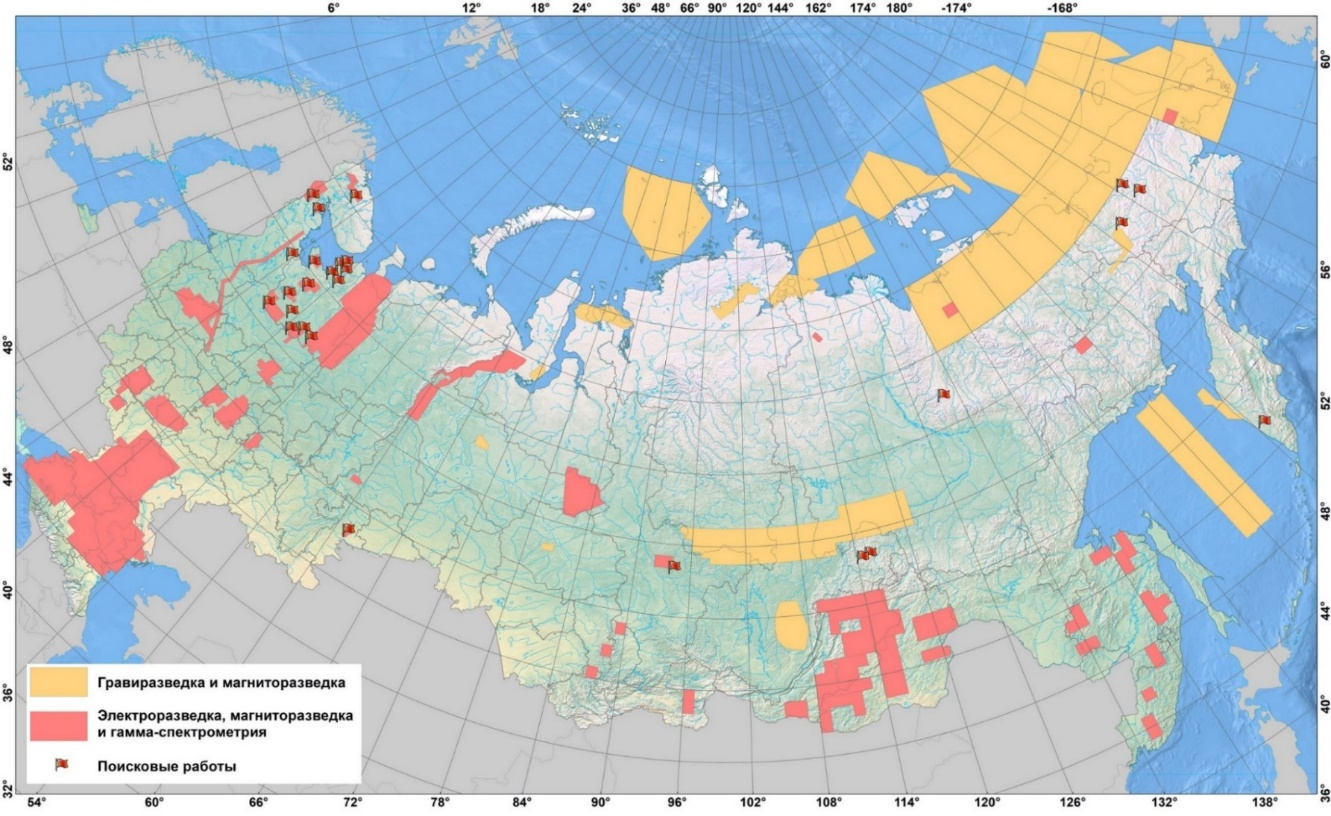 6° 12° 18° 24° 36° 48° 66° 90° 120° 144° 162° 174° 180° -174° -168°
60°
52°
56°
48°
52°
44°
48°
40°
44°
36°
40°
32°
36°
Гравиразведка и магниторазведка
Электроразведка, магниторазведка
и гамма-спектрометрия
Поисковые работы
54° 60° 66° 72° 78° 84° 90° 96° 102° 108° 114° 120° 126° 132° 138°